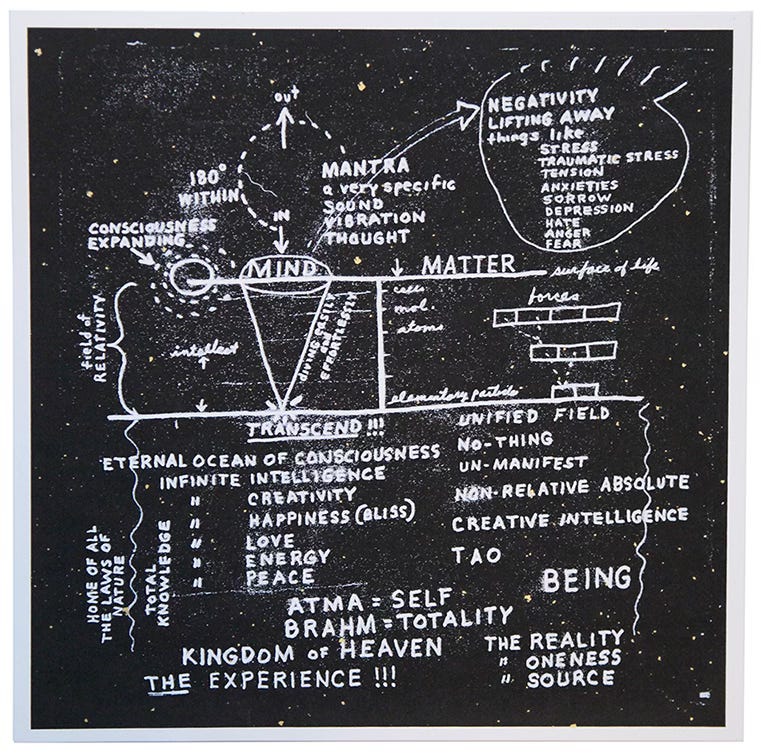 out
180°
WITHIN
IN
MANTRA
a very specific
SOUND
VIBRATION
THOUGHT
NEGATIVITY
LIFTING AWAY
things like
STRESS
TRAUMATIC STRESS
TENSION
ANXIETIES
SORROW
DEPRESSION
HATE
ANGER
FEAR
CONSCIOUSNESS
EXPANDING
MIND
MATTER
surface of life
field of
RELATIVITY
intellect
DIVING EASILY
and
EFFORTLESSLY
cells
mol.
atoms
elementary particles
forces
TRANSCEND!!!
ETERNAL OCEAN OF CONSCIOUSNESS
INFINITE INTELLIGENCE
" CREATIVITY
" HAPPINESS (BLISS)
" LOVE
" ENERGY
" PEACE
HOME OF ALL
THE LAWS OF
NATURE
TOTAL
KNOWLEDGE
UNIFIED FIELD
NO-THING
UN-MANIFEST
NON-RELATIVE ABSOLUTE
CREATIVE INTELLIGENCE
TAO
BEING
ATMA = SELF
BRAHM = TOTALITY
KINGDOM of HEAVEN
THE EXPERIENCE !!!
THE REALITY
" ONENESS
" SOURCE